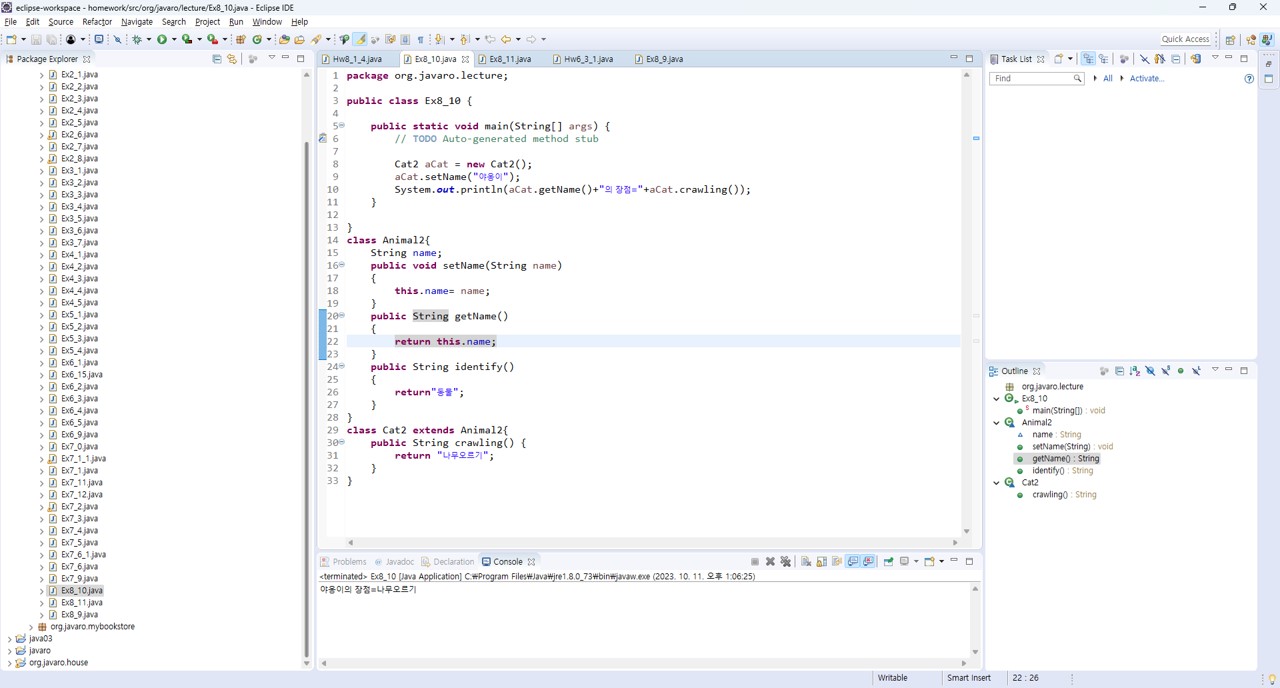 eclipse-workspace - homework/src/org/javaro/lecture/Ex8_10.java - Eclipse IDE
File Edit Source Refactor Navigate Search Project Run Window Help
Quick Access
Package Explorer
Ex2_1.java
Ex2_2.java
Ex2_3.java
Ex2_4.java
Ex2_5.java
Ex2_6.java
Ex2_7.java
Ex2_8.java
Ex3_1.java
Ex3_2.java
Ex3_3.java
Ex3_4.java
Ex3_5.java
Ex3_6.java
Ex3_7.java
Ex4_1.java
Ex4_2.java
Ex4_3.java
Ex4_4.java
Ex4_5.java
Ex5_1.java
Ex5_2.java
Ex5_3.java
Ex5_4.java
Ex6_1.java
Ex6_15.java
Ex6_2.java
Ex6_3.java
Ex6_4.java
Ex6_5.java
Ex6_9.java
Ex7_0.java
Ex7_1_1.java
Ex7_1.java
Ex7_11.java
Ex7_12.java
Ex7_2.java
Ex7_3.java
Ex7_4.java
Ex7_5.java
Ex7_6_1.java
Ex7_6.java
Ex7_9.java
Ex8_10.java
Ex8_11.java
Ex8_9.java
org.javaro.mybookstore
java03
javaro
org.javaro.house
Hw8_1_4.java Ex8_10.java Ex8_11.java Hw6_3_1.java Ex8_9.java
1 package org.javaro.lecture;
2
3 public class Ex8_10 {
4
5 public static void main(String[] args) {
6 // TODO Auto-generated method stub
7
8 Cat2 aCat = new Cat2();
9 aCat.setName("야옹이");
10 System.out.println(aCat.getName()+"의 장점="+aCat.crawling());
11 }
12
13 }
14 class Animal2{
15 String name;
16 public void setName(String name)
17 {
18 this.name= name;
19 }
20 public String getName()
21 {
22 return this.name;
23 }
24 public String identify()
25 {
26 return"동물";
27 }
28 }
29 class Cat2 extends Animal2{
30 public String crawling() {
31 return "나무오르기";
32 }
33 }
Problems Javadoc Declaration Console
<terminated> Ex8_10 [Java Application] C:₩Program Files₩Java₩jre1.8.0_73₩bin₩javaw.exe (2023. 10. 11. 오후 1:06:25)
야옹이의 장점=나무오르기
Task List
Find All Activate...
Outline
org.javaro.lecture
Ex8_10
main(String[]) : void
Animal2
name : String
setName(String) : void
getName() : String
identify() : String
Cat2
crawling() : String
Writable Smart Insert 22 : 26